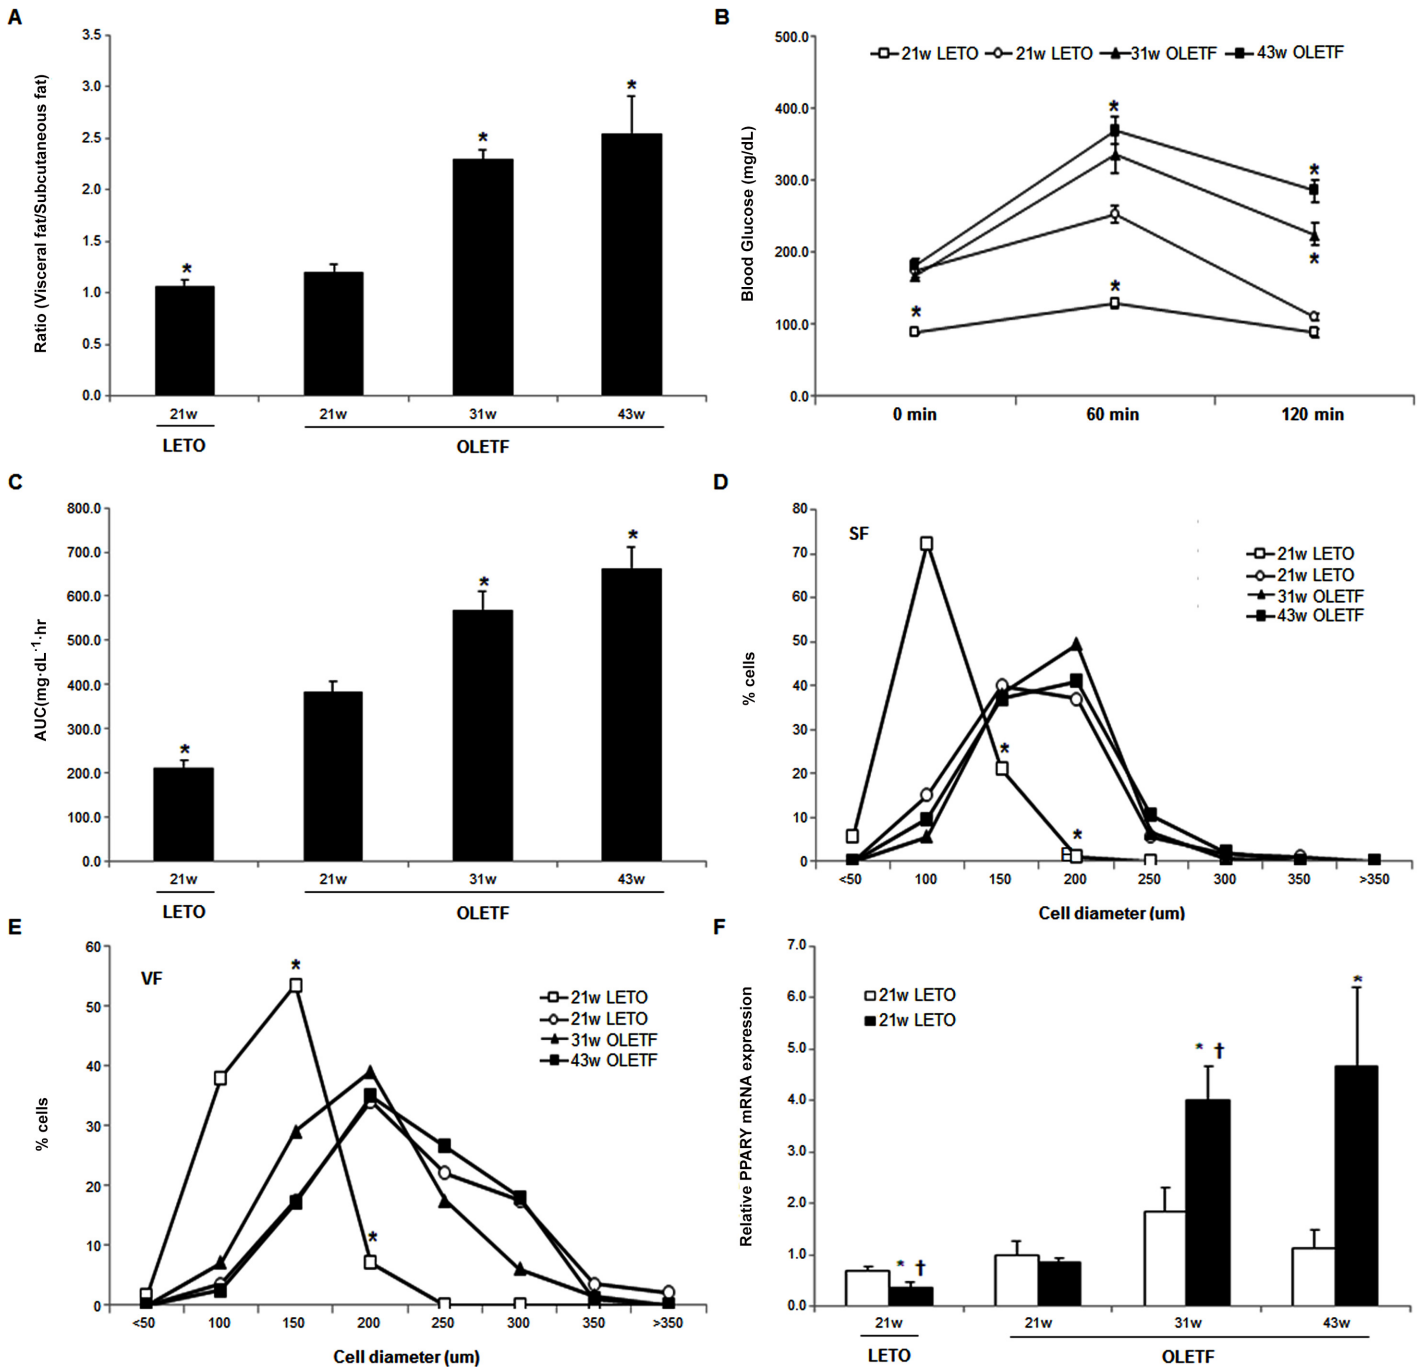 A
Ratio (Visceral fat/Subcutaneous fat)
3.5
3.0
2.5
2.0
1.5
1.0
0.5
0.0
*
*
*
21w
21w
31w
43w
LETO
OLETF
B
Blood Glucose (mg/dL)
500.0
400.0
300.0
200.0
100.0
0.0
21w LETO
21w LETO
31w OLETF
43w OLETF
*
*
*
*
*
0 min
60 min
120 min
C
AUC(mg·dL⁻¹·hr
800.0
700.0
600.0
500.0
400.0
300.0
200.0
100.0
0.0
*
*
*
21w
21w
31w
43w
LETO
OLETF
D
SF
% cells
80
70
60
50
40
30
20
10
0
21w LETO
21w LETO
31w OLETF
43w OLETF
*
*
<50
100
150
200
250
300
350
>350
Cell diameter (um)
E
VF
% cells
60
50
40
30
20
10
0
*
*
21w LETO
21w LETO
31w OLETF
43w OLETF
<50
100
150
200
250
300
350
>350
Cell diameter (um)
F
Relative PPARY mRNA expression
7.0
6.0
5.0
4.0
3.0
2.0
1.0
0.0
21w LETO
21w LETO
* †
* †
*
21w
21w
31w
43w
LETO
OLETF